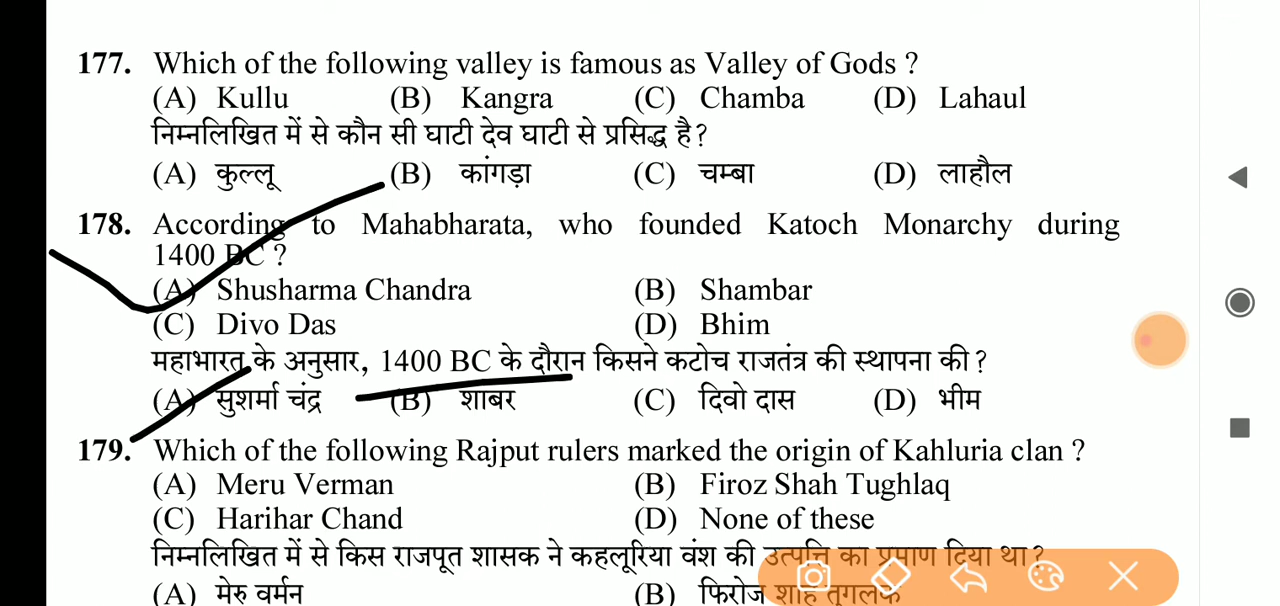 177. Which of the following valley is famous as Valley of Gods ?
(A) Kullu (B) Kangra (C) Chamba (D) Lahaul
निम्नलिखित में से कौन सी घाटी देव घाटी से प्रसिद्ध है?
(A) कुल्लू (B) कांगड़ा (C) चम्बा (D) लाहौल
178. According to Mahabharata, who founded Katoch Monarchy during
1400 BC ?
(A) Shusharma Chandra (B) Shambar
(C) Divo Das (D) Bhim
महाभारत के अनुसार, 1400 BC के दौरान किसने कटोच राजतंत्र की स्थापना की ?
(A) सुशर्मा चंद्र (B) शाबर (C) दिवो दास (D) भीम
179. Which of the following Rajput rulers marked the origin of Kahluria clan ?
(A) Meru Verman (B) Firoz Shah Tughlaq
(C) Harihar Chand (D) None of these
निम्नलिखित में से किस राजपूत शासक ने कहलूरिया वंश की उत्पत्ति का प्रमाण दिया था ?
(A) मेरु वर्मन (B) फिरोज शाह तुगलक